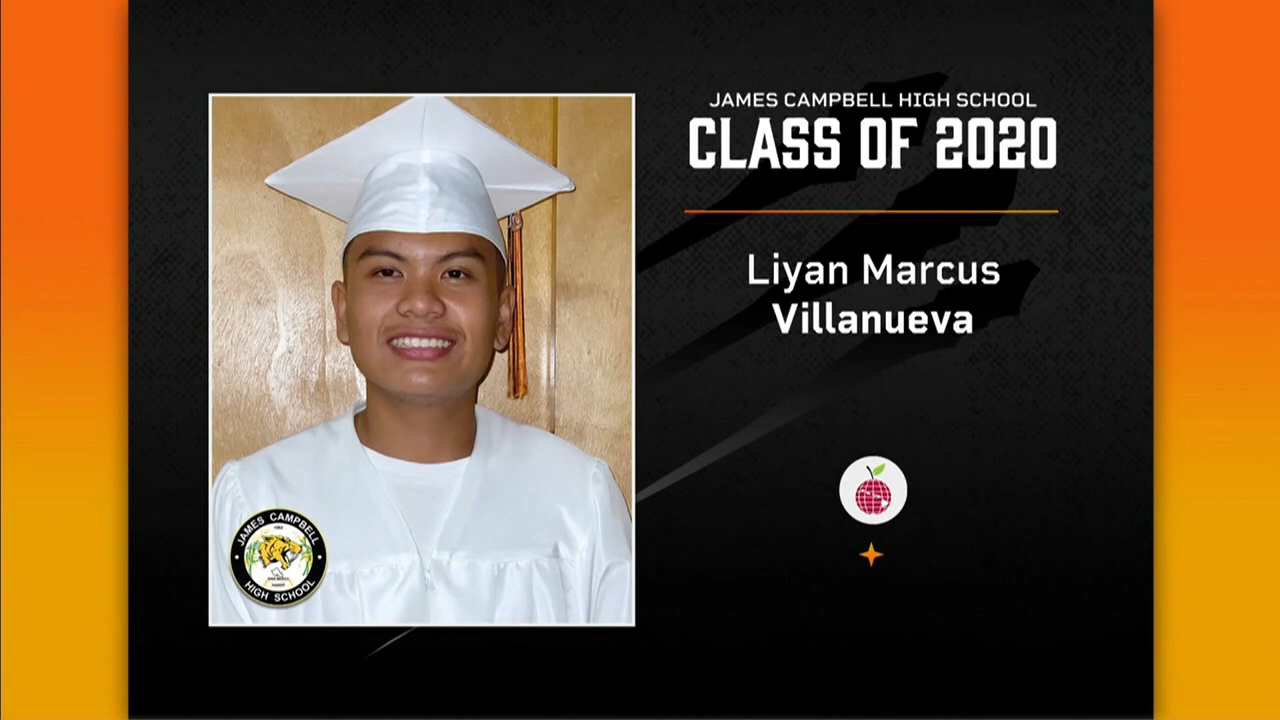 JAMES CAMPBELL HIGH SCHOOL
CLASS OF 2020
Liyan Marcus
Villanueva
JAMES CAMPBELL
HIGH SCHOOL